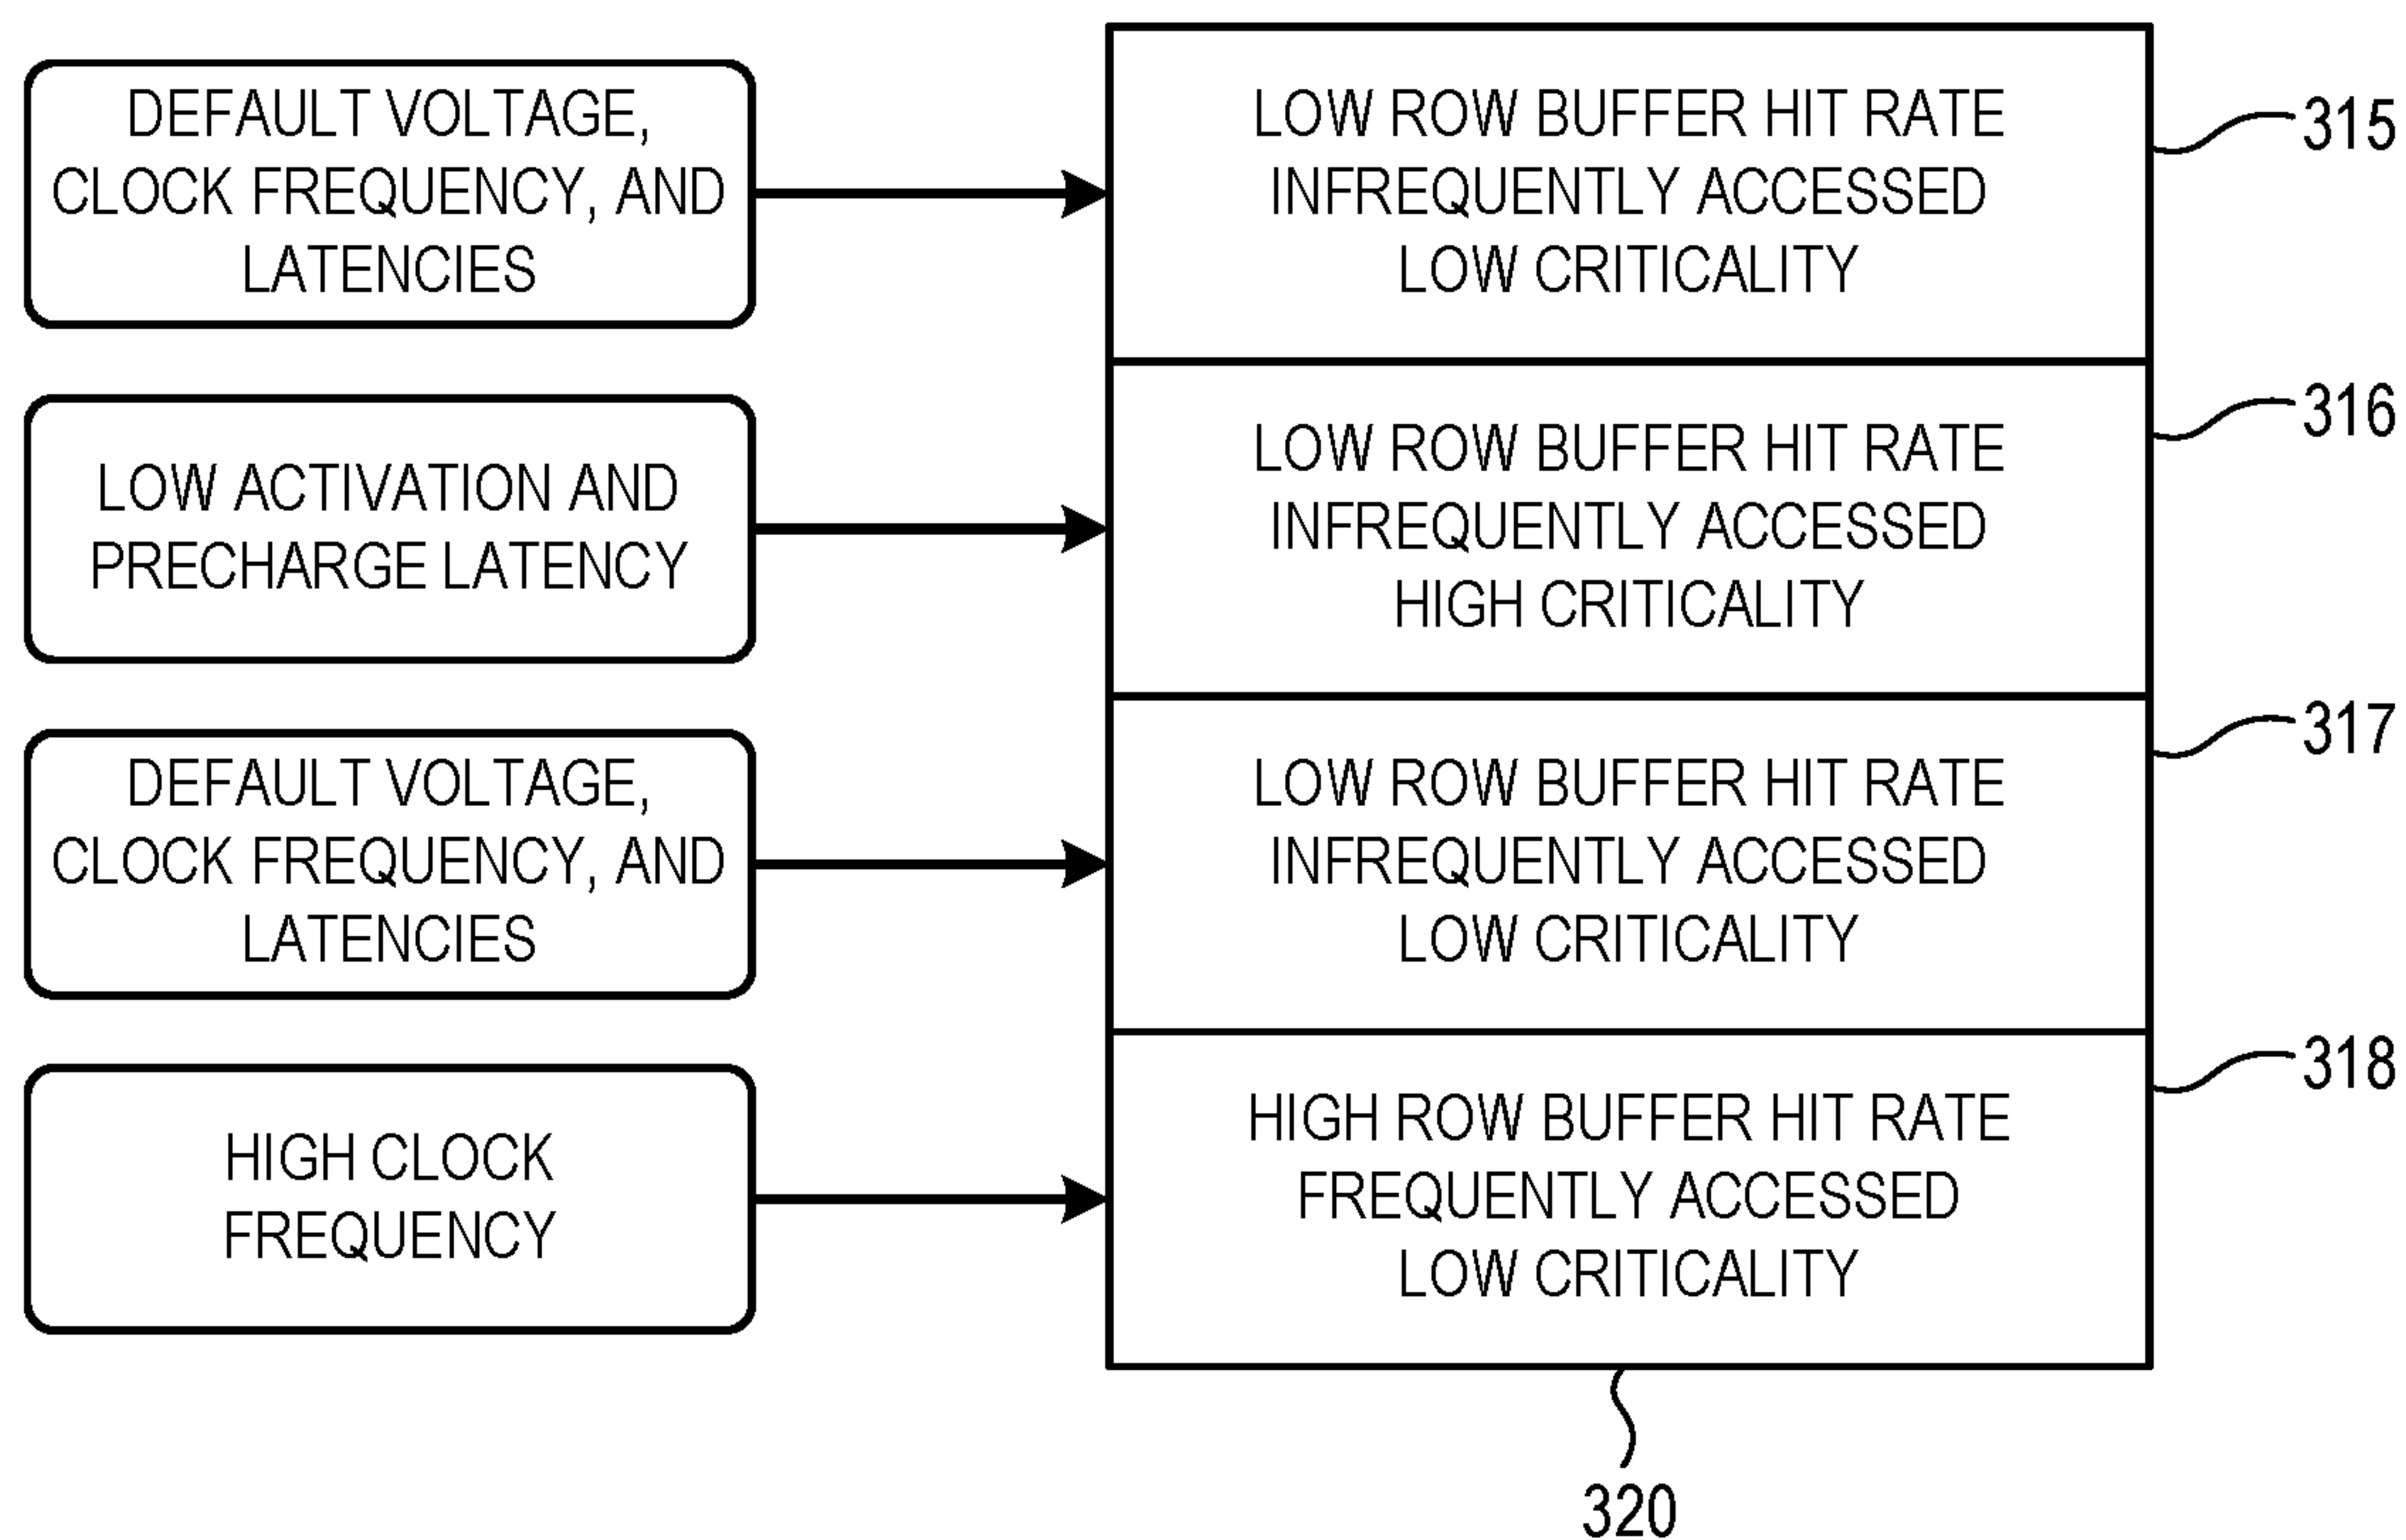 DEFAULT VOLTAGE,
CLOCK FREQUENCY, AND
LATENCIES
LOW ROW BUFFER HIT RATE
INFREQUENTLY ACCESSED
LOW CRITICALITY
315
LOW ACTIVATION AND
PRECHARGE LATENCY
LOW ROW BUFFER HIT RATE
INFREQUENTLY ACCESSED
HIGH CRITICALITY
316
DEFAULT VOLTAGE,
CLOCK FREQUENCY, AND
LATENCIES
LOW ROW BUFFER HIT RATE
INFREQUENTLY ACCESSED
LOW CRITICALITY
317
HIGH CLOCK
FREQUENCY
HIGH ROW BUFFER HIT RATE
FREQUENTLY ACCESSED
LOW CRITICALITY
318
320